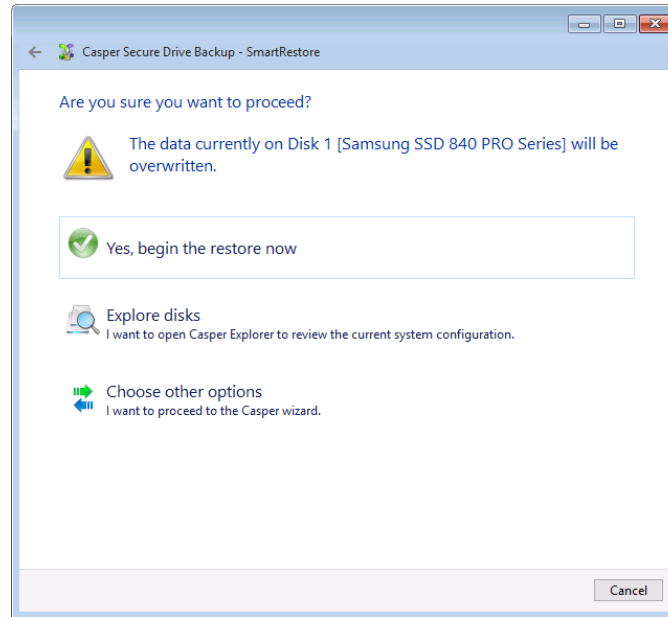 Casper Secure Drive Backup - SmartRestore
Are you sure you want to proceed?
The data currently on Disk 1 [Samsung SSD 840 PRO Series] will be
overwritten.
Yes, begin the restore now
Explore disks
I want to open Casper Explorer to review the current system configuration.
Choose other options
I want to proceed to the Casper wizard.
Cancel